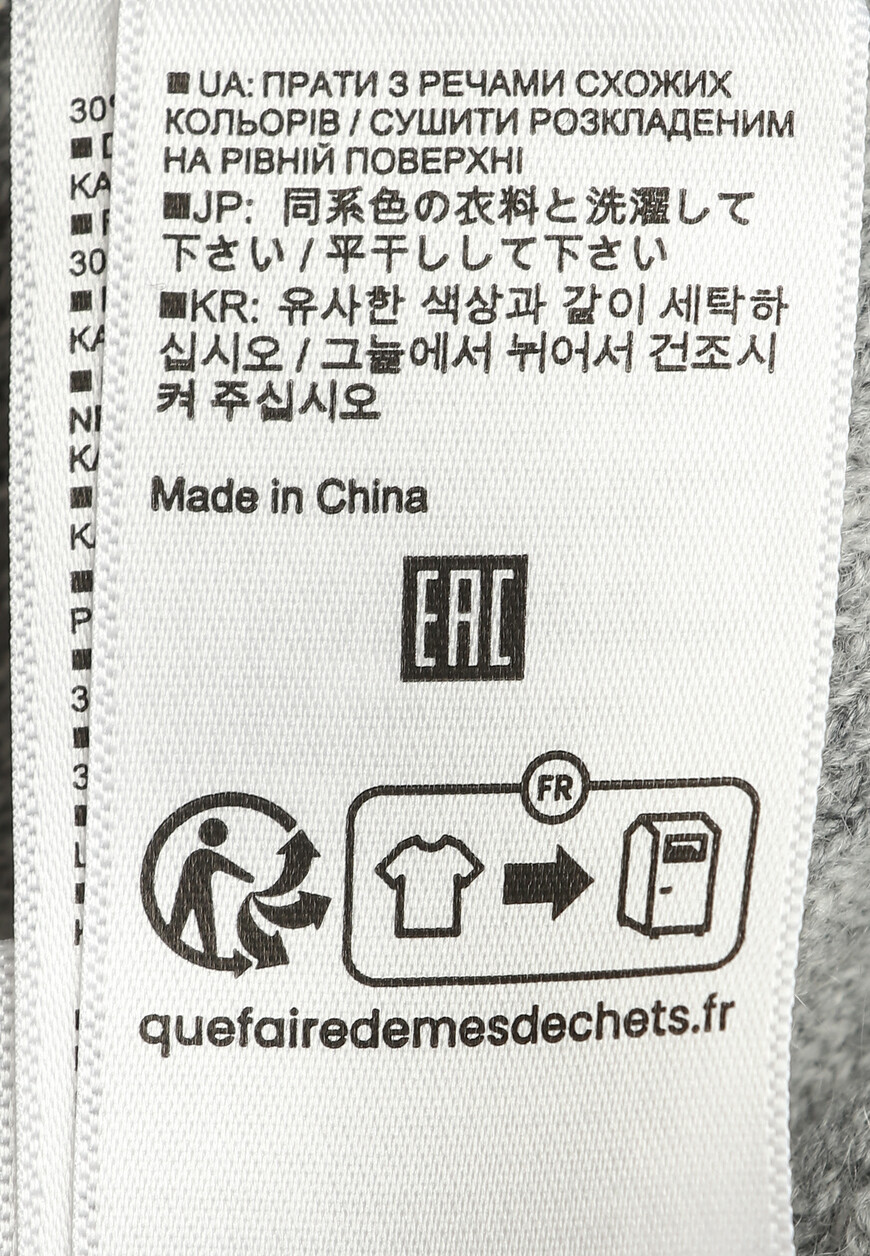 ■ UA: ПРАТИ З РЕЧАМИ СХОЖИХ
КОЛЬОРІВ / СУШИТИ РОЗКЛАДЕНИМ
НА РІВНІЙ ПОВЕРХНІ
■JP: 同系色の衣料と洗濯して
下さい / 平干ししして下さい
■KR: 유사한 색상과 같이 세탁하
십시오 / 그늘에서 뉘어서 건조시
켜 주십시오
Made in China
EAC
FR
quefairedemesdechets.fr